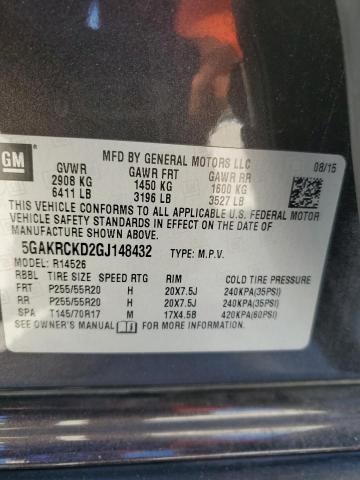 GM
MFD BY GENERAL MOTORS LLC
08/15
GVWR GAWR FRT GAWR RR
2908 KG 1450 KG 1600 KG
6411 LB 3196 LB 3527 LB
THIS VEHICLE CONFORMS TO ALL APPLICABLE U.S. FEDERAL MOTOR
VEHICLE SAFETY STANDARDS IN EFFECT ON THE DATE OF
MANUFACTURE SHOWN ABOVE.
5GAKRCKD2GJ148432 TYPE: M.P.V.
MODEL: R14526
RBBL TIRE SIZE SPEED RTG RIM COLD TIRE PRESSURE
FRT P255/55R20 H 20X7.5J 240KPA(35PSI)
RR P255/55R20 H 20X7.5J 240KPA(35PSI)
SPA T145/70R17 M 17X4.5B 420KPA(60PSI)
SEE OWNER'S MANUAL FOR ADDITIONAL INFORMATION.